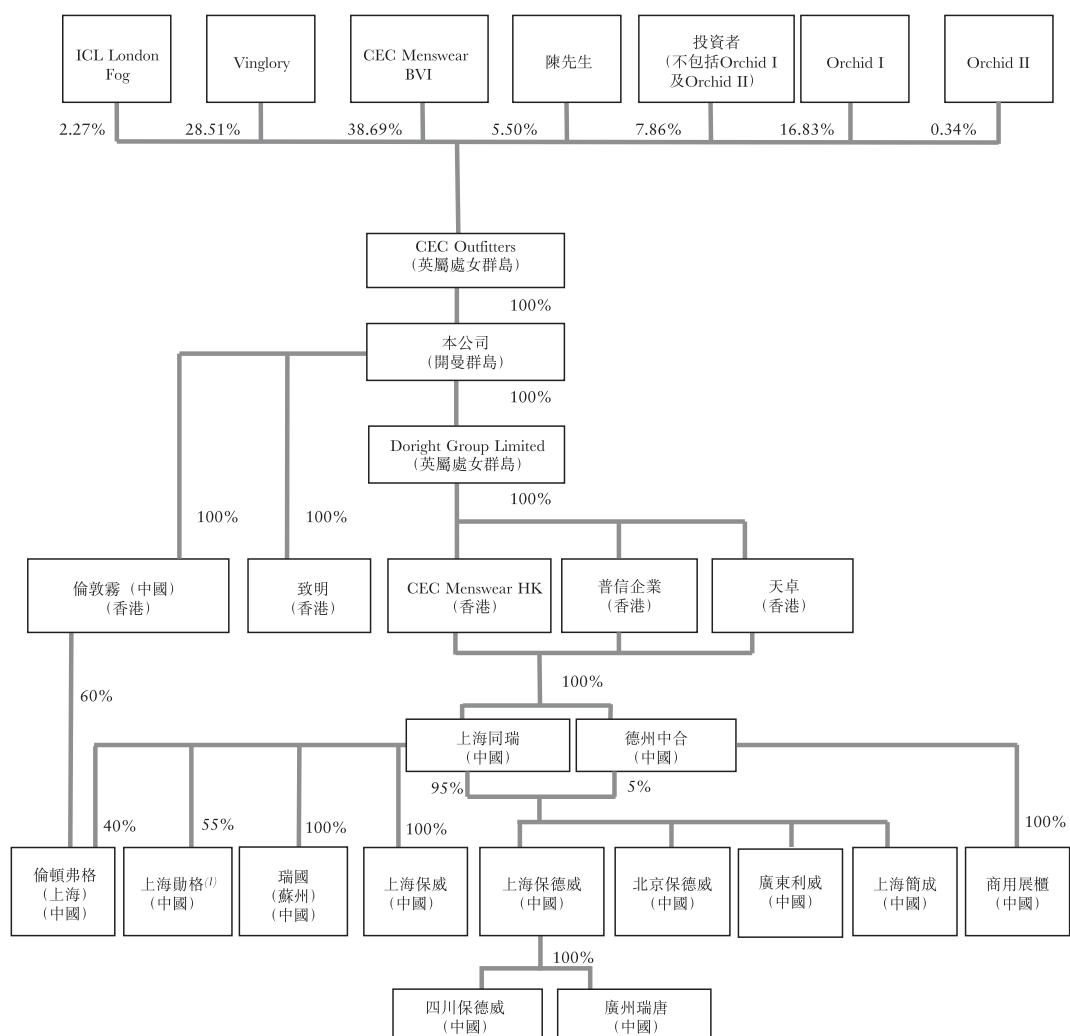 ICL London
Fog
Vinglory
CEC Menswear
BVI
陳先生
投資者
（不包括Orchid I
及Orchid II）
Orchid I
Orchid II
2.27%
28.51%
38.69%
5.50%
7.86%
16.83%
0.34%
CEC Outfitters
（英屬處女群島）
100%
本公司
（開曼群島）
100%
Doright Group Limited
（英屬處女群島）
100%
100%
100%
倫敦霧（中國）
（香港）
致明
（香港）
CEC Menswear HK
（香港）
普信企業
（香港）
天卓
（香港）
60%
100%
上海同瑞
（中國）
德州中合
（中國）
95%
5%
40%
55%
100%
100%
100%
倫頓弗格
（上海）
（中國）
上海勛格(1)
（中國）
瑞國
（蘇州）
（中國）
上海保威
（中國）
上海保德威
（中國）
北京保德威
（中國）
廣東利威
（中國）
上海簡成
（中國）
商用展櫃
（中國）
100%
四川保德威
（中國）
廣州瑞唐
（中國）